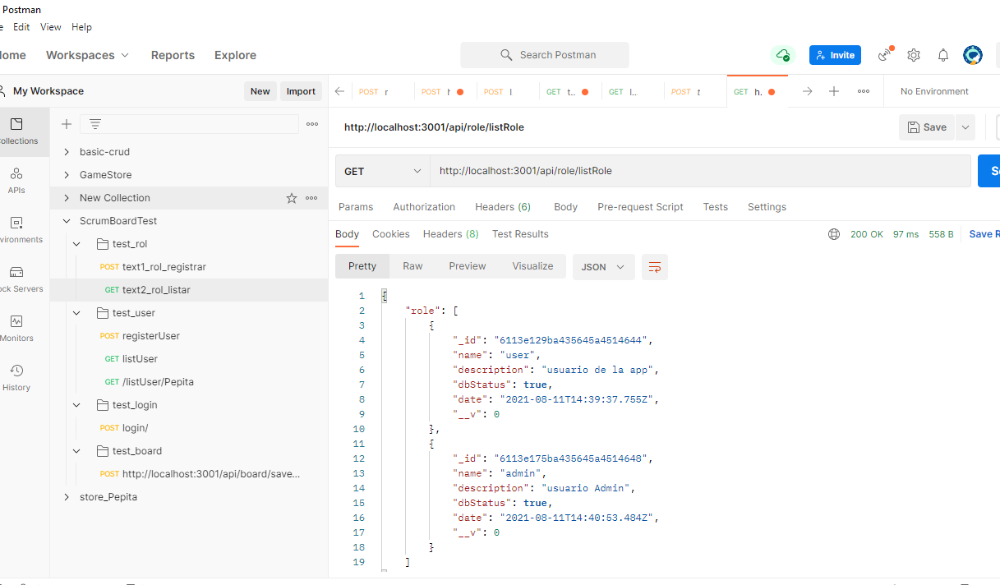 Postman
e Edit View Help
Home Workspaces Reports Explore
Search Postman
Invite
My Workspace
New Import
POST r
POST h
POST l
GET t..
GET l..
POST t
GET h.
No Environment
Collections
APIs
Environments
Mock Servers
Monitors
History
basic-crud
GameStore
New Collection
ScrumBoardTest
test_rol
POST text1_rol_registrar
GET text2_rol_listar
test_user
POST registerUser
GET listUser
GET /listUser/Pepita
test_login
POST login/
test_board
POST http://localhost:3001/api/board/save...
store_Pepita
http://localhost:3001/api/role/listRole
Save
GET http://localhost:3001/api/role/listRole
S
Params Authorization Headers (6) Body Pre-request Script Tests Settings
Body Cookies Headers (8) Test Results
200 OK 97 ms 558 B Save R
Pretty Raw Preview Visualize JSON
1 {
2 "role": [
3 {
4 "_id": "6113e129ba435645a4514644",
5 "name": "user",
6 "description": "usuario de la app",
7 "dbStatus": true,
8 "date": "2021-08-11T14:39:37.755Z",
9 "__v": 0
10 },
11 {
12 "_id": "6113e175ba435645a4514648",
13 "name": "admin",
14 "description": "usuario Admin",
15 "dbStatus": true,
16 "date": "2021-08-11T14:40:53.484Z",
17 "__v": 0
18 }
19 ]